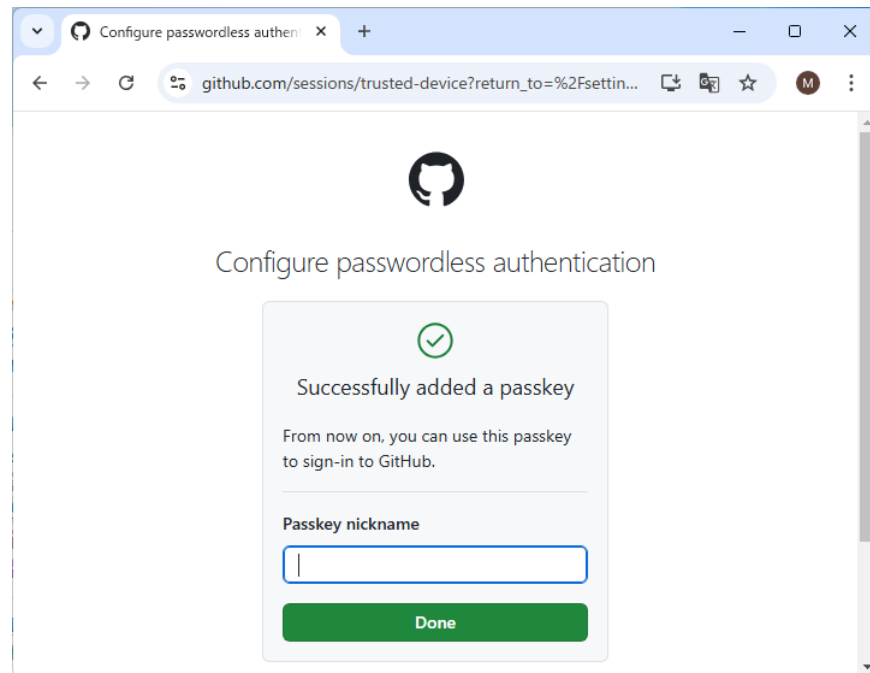 Configure passwordless authen
github.com/sessions/trusted-device?return_to=%2Fsettin...
M
Configure passwordless authentication
Successfully added a passkey
From now on, you can use this passkey
to sign-in to GitHub.
Passkey nickname
Done